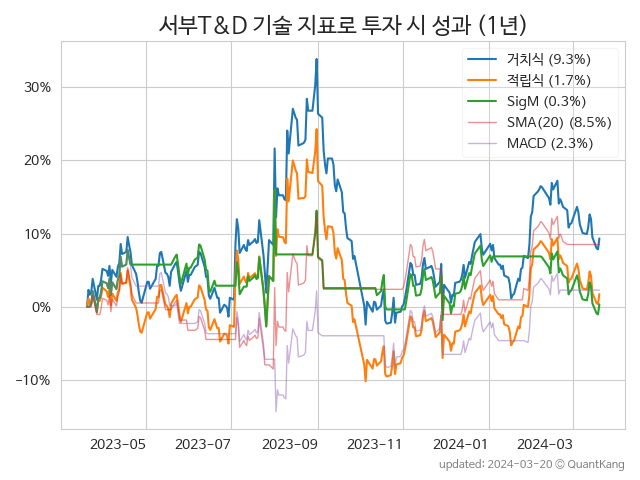 서부T&D 기술 지표로 투자 시 성과 (1년)
거치식 (9.3%)
적립식 (1.7%)
SigM (0.3%)
SMA(20) (8.5%)
MACD (2.3%)
30%
20%
10%
0%
−10%
2023-05 2023-07 2023-09 2023-11 2024-01 2024-03
updated: 2024-03-20 © QuantKang